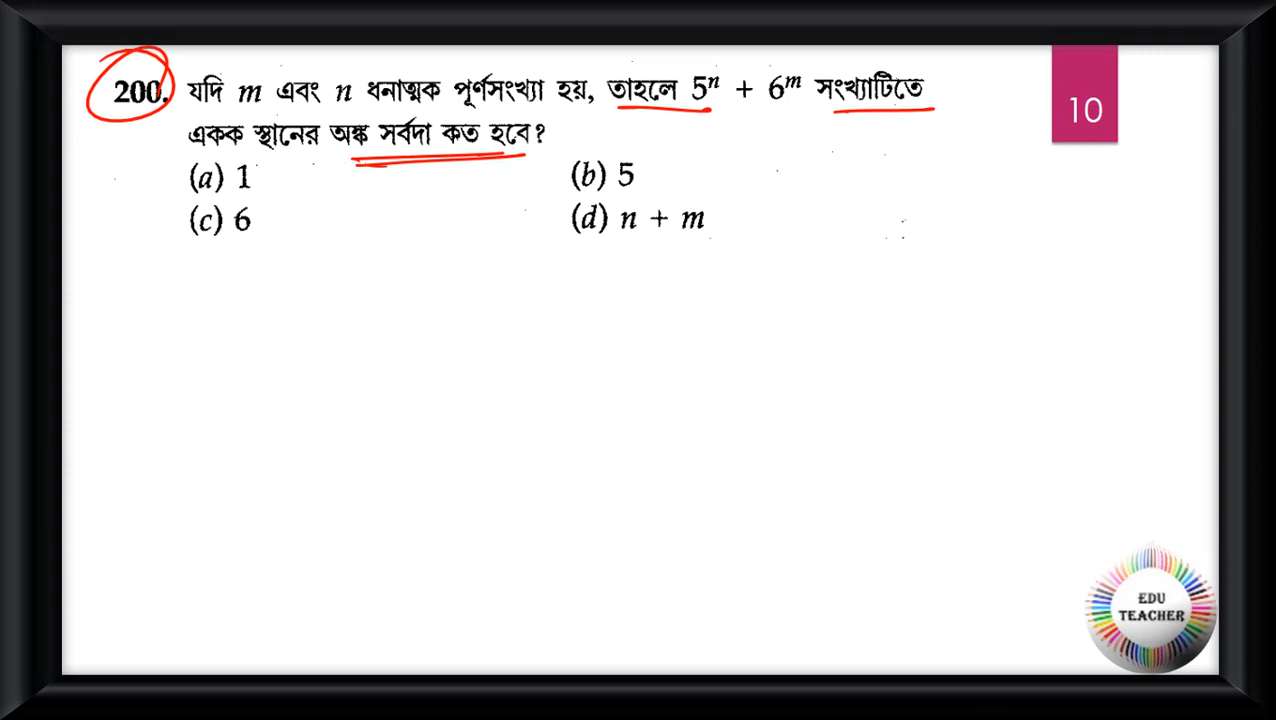 200. যদি m এবং n ধনাত্মক পূর্ণসংখ্যা হয়, তাহলে 5ⁿ + 6ᵐ সংখ্যাটিতে
একক স্থানের অঙ্ক সর্বদা কত হবে?
(a) 1 (b) 5
(c) 6 (d) n + m
10
EDU
TEACHER